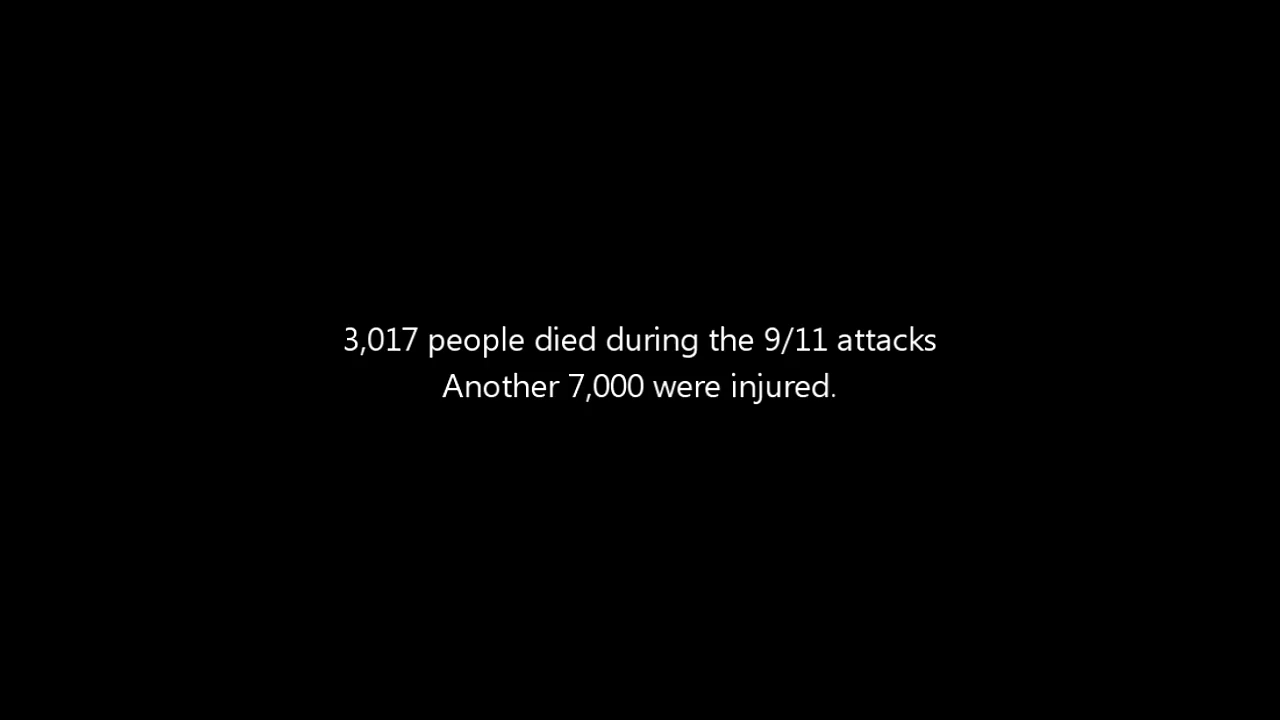 3,017 people died during the 9/11 attacks
Another 7,000 were injured.